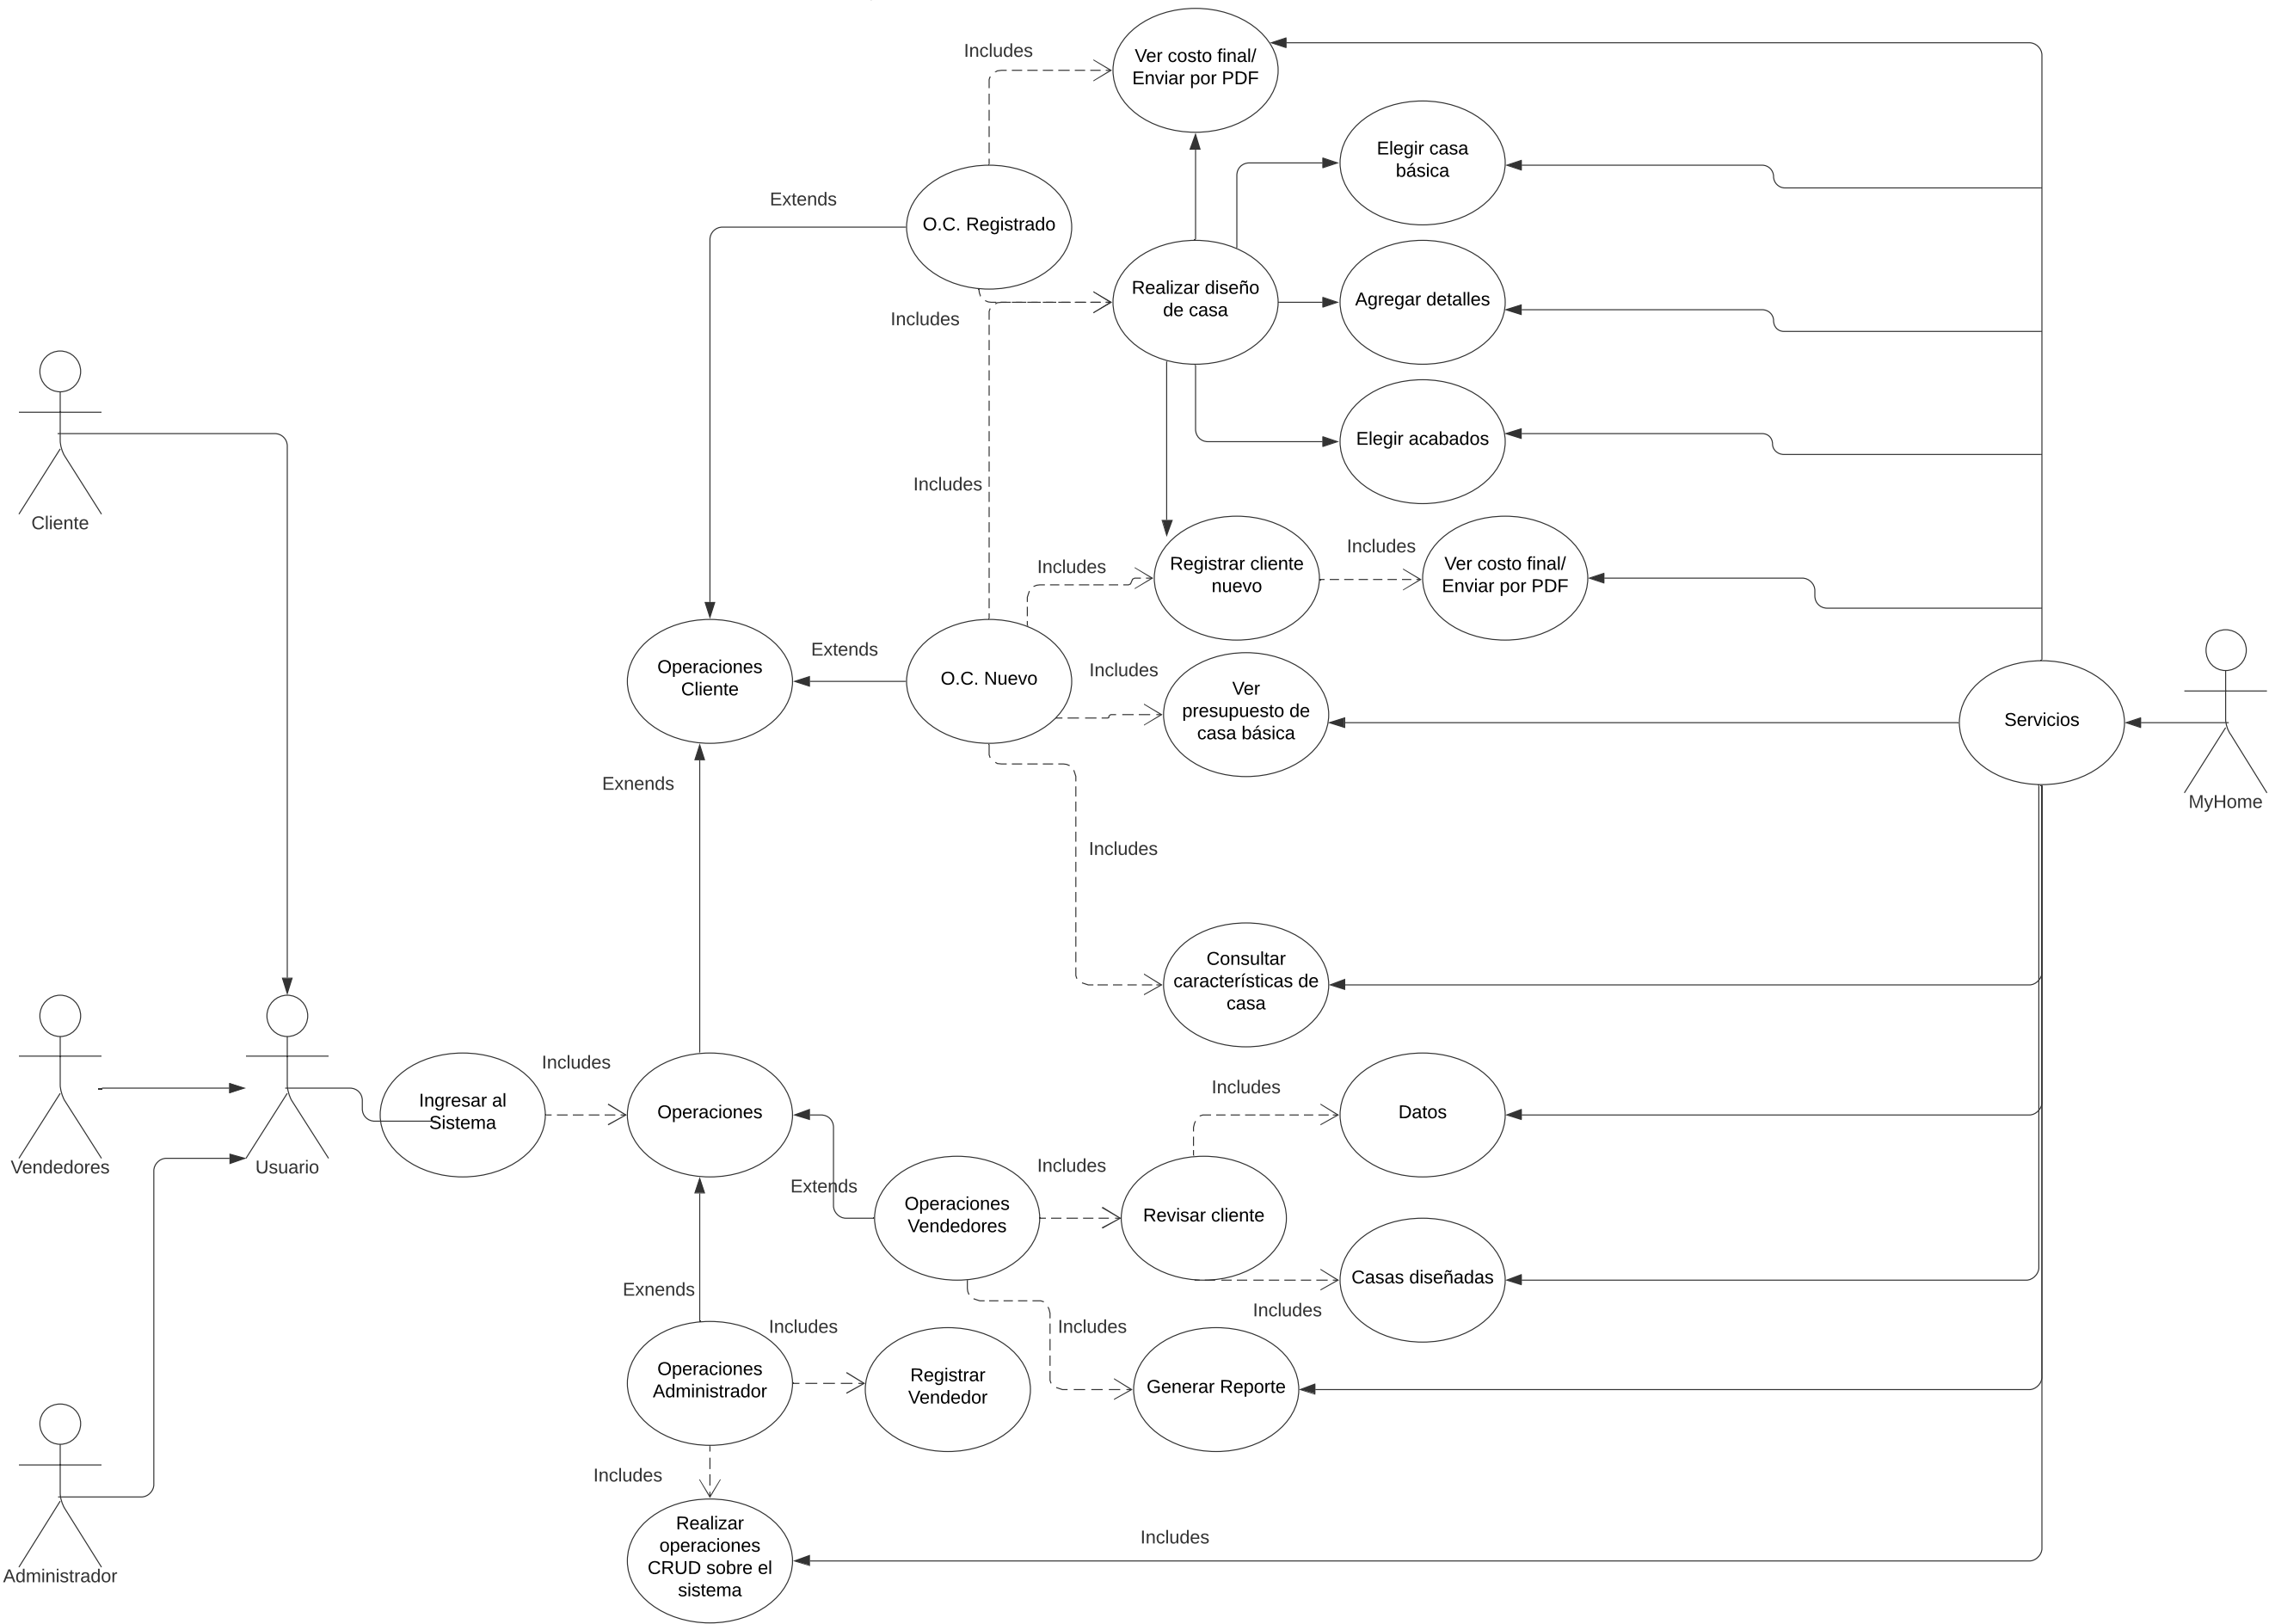 Includes
Ver costo final/
Enviar por PDF
Elegir casa
básica
Extends
O.C. Registrado
Realizar diseño
de casa
Agregar detalles
Includes
Elegir acabados
Includes
Cliente
Includes
Registrar cliente
nuevo
Includes
Ver costo final/
Enviar por PDF
Operaciones
Cliente
Extends
O.C. Nuevo
Includes
Ver
presupuesto de
casa básica
Servicios
MyHome
Exnends
Includes
Consultar
características de
casa
Vendedores
Usuario
Ingresar al
Sistema
Includes
Operaciones
Includes
Datos
Extends
Operaciones
Vendedores
Includes
Revisar cliente
Casas diseñadas
Includes
Exnends
Includes
Includes
Operaciones
Administrador
Registrar
Vendedor
Generar Reporte
Includes
Administrador
Realizar
operaciones
CRUD sobre el
sistema
Includes